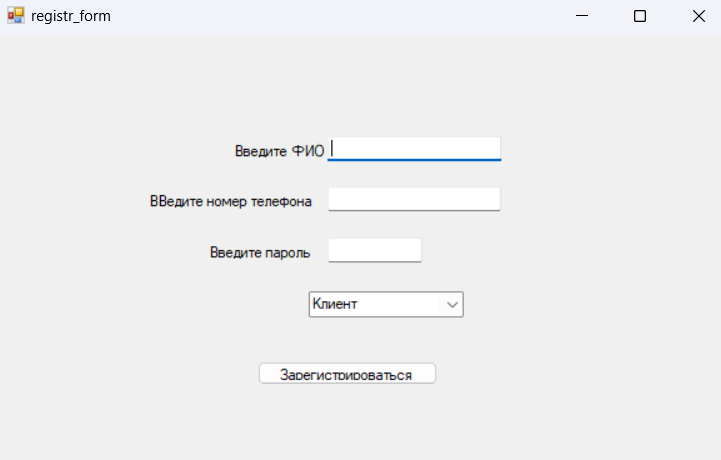 registr_form
Введите ФИО
ВВедите номер телефона
Введите пароль
Клиент
Зарегистрироваться